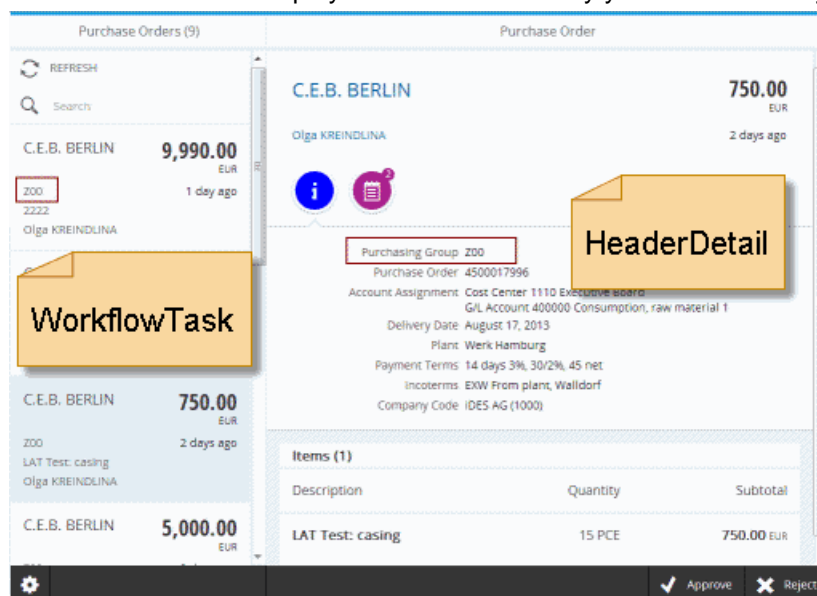 Purchase Orders (9)
Purchase Order
REFRESH
Search
C.E.B. BERLIN
9,990.00
EUR
Z00
1 day ago
2222
Olga KREINDLINA
WorkflowTask
C.E.B. BERLIN
750.00
EUR
Z00
2 days ago
LAT Test: casing
Olga KREINDLINA
C.E.B. BERLIN
5,000.00
EUR
C.E.B. BERLIN
750.00
EUR
Olga KREINDLINA
2 days ago
i
2
HeaderDetail
Purchasing Group Z00
Purchase Order 4500017996
Account Assignment Cost Center 1110 Executive Board
G/L Account 400000 Consumption, raw material 1
Delivery Date August 17, 2013
Plant Werk Hamburg
Payment Terms 14 days 3%, 30/2%, 45 net
Incoterms EXW From plant, Walldorf
Company Code IDES AG (1000)
Items (1)
Description Quantity Subtotal
LAT Test: casing 15 PCE 750.00 EUR
Approve
Reject